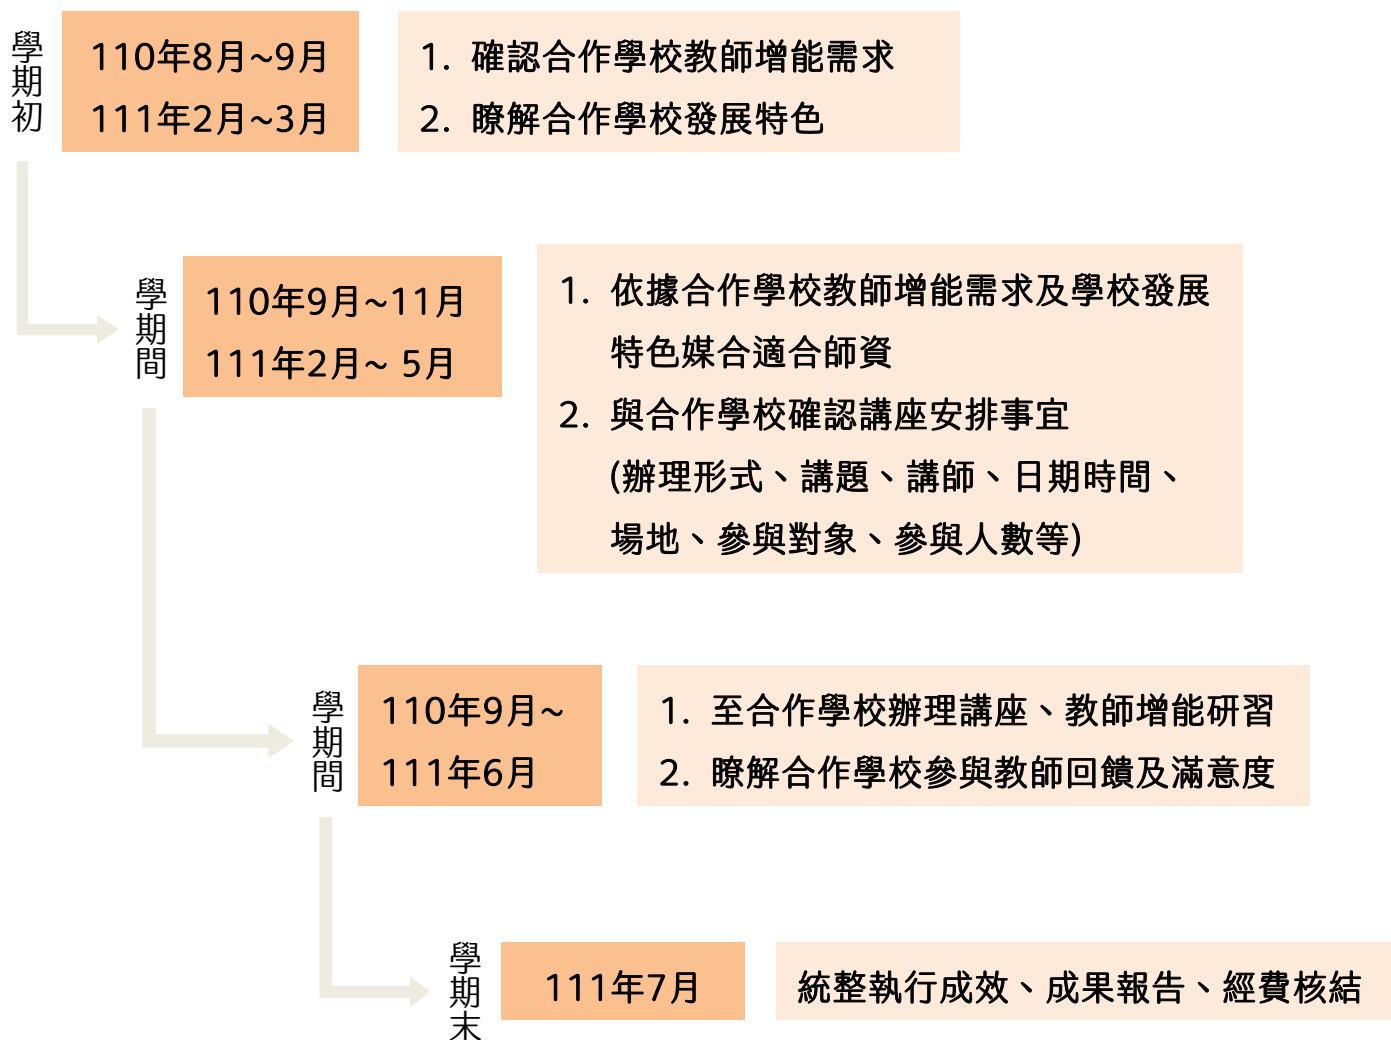 學期初
110年8月~9月
111年2月~3月
1. 確認合作學校教師增能需求
2. 瞭解合作學校發展特色
學期間
110年9月~11月
111年2月~ 5月
1. 依據合作學校教師增能需求及學校發展
特色媒合適合師資
2. 與合作學校確認講座安排事宜
(辦理形式、講題、講師、日期時間、
場地、參與對象、參與人數等)
學期間
110年9月~
111年6月
1. 至合作學校辦理講座、教師增能研習
2. 瞭解合作學校參與教師回饋及滿意度
學期末
111年7月
統整執行成效、成果報告、經費核結